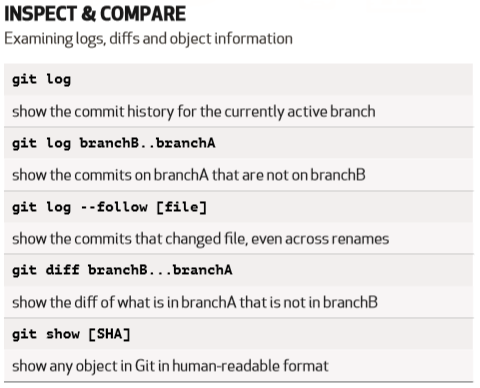 INSPECT & COMPARE
Examining logs, diffs and object information
git log
show the commit history for the currently active branch
git log branchB..branchA
show the commits on branchA that are not on branchB
git log --follow [file]
show the commits that changed file, even across renames
git diff branchB...branchA
show the diff of what is in branchA that is not in branchB
git show [SHA]
show any object in Git in human-readable format